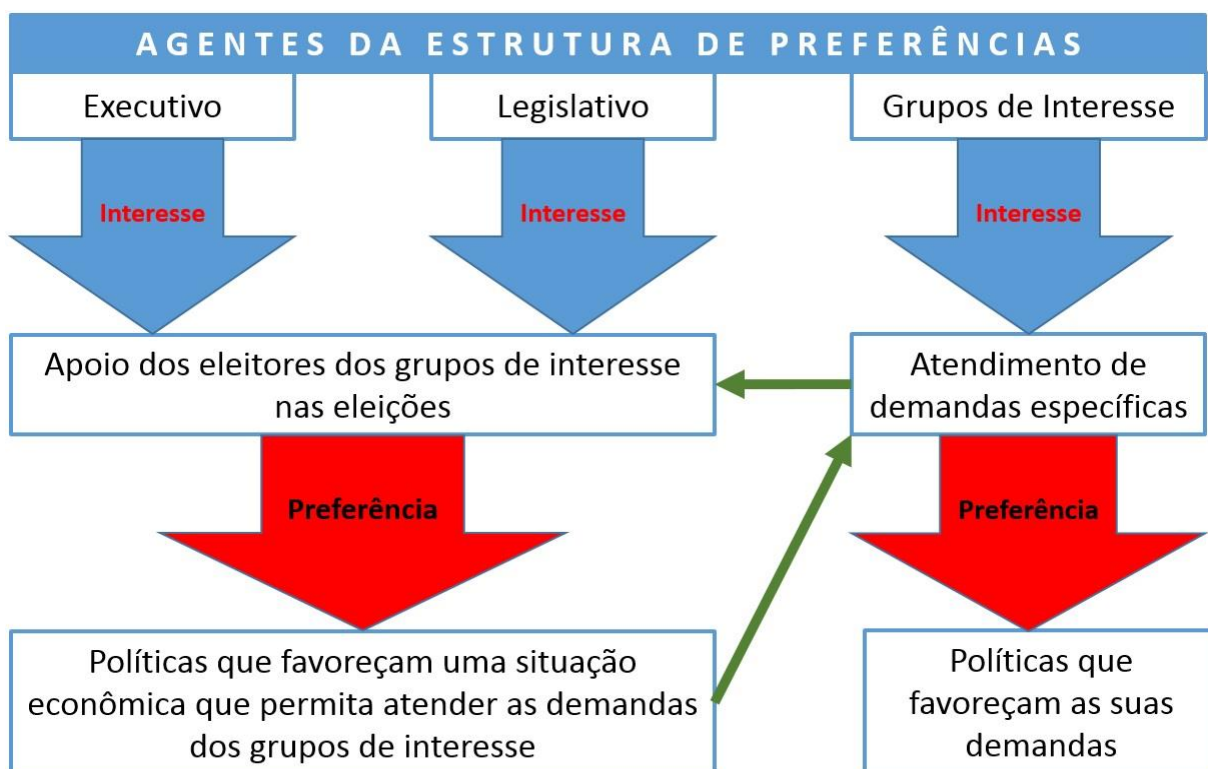 AGENTES DA ESTRUTURA DE PREFERÊNCIAS
Executivo
Legislativo
Grupos de Interesse
Interesse
Interesse
Interesse
Apoio dos eleitores dos grupos de interesse
nas eleições
Atendimento de
demandas específicas
Preferência
Preferência
Políticas que favoreçam uma situação
econômica que permita atender as demandas
dos grupos de interesse
Políticas que
favoreçam as suas
demandas